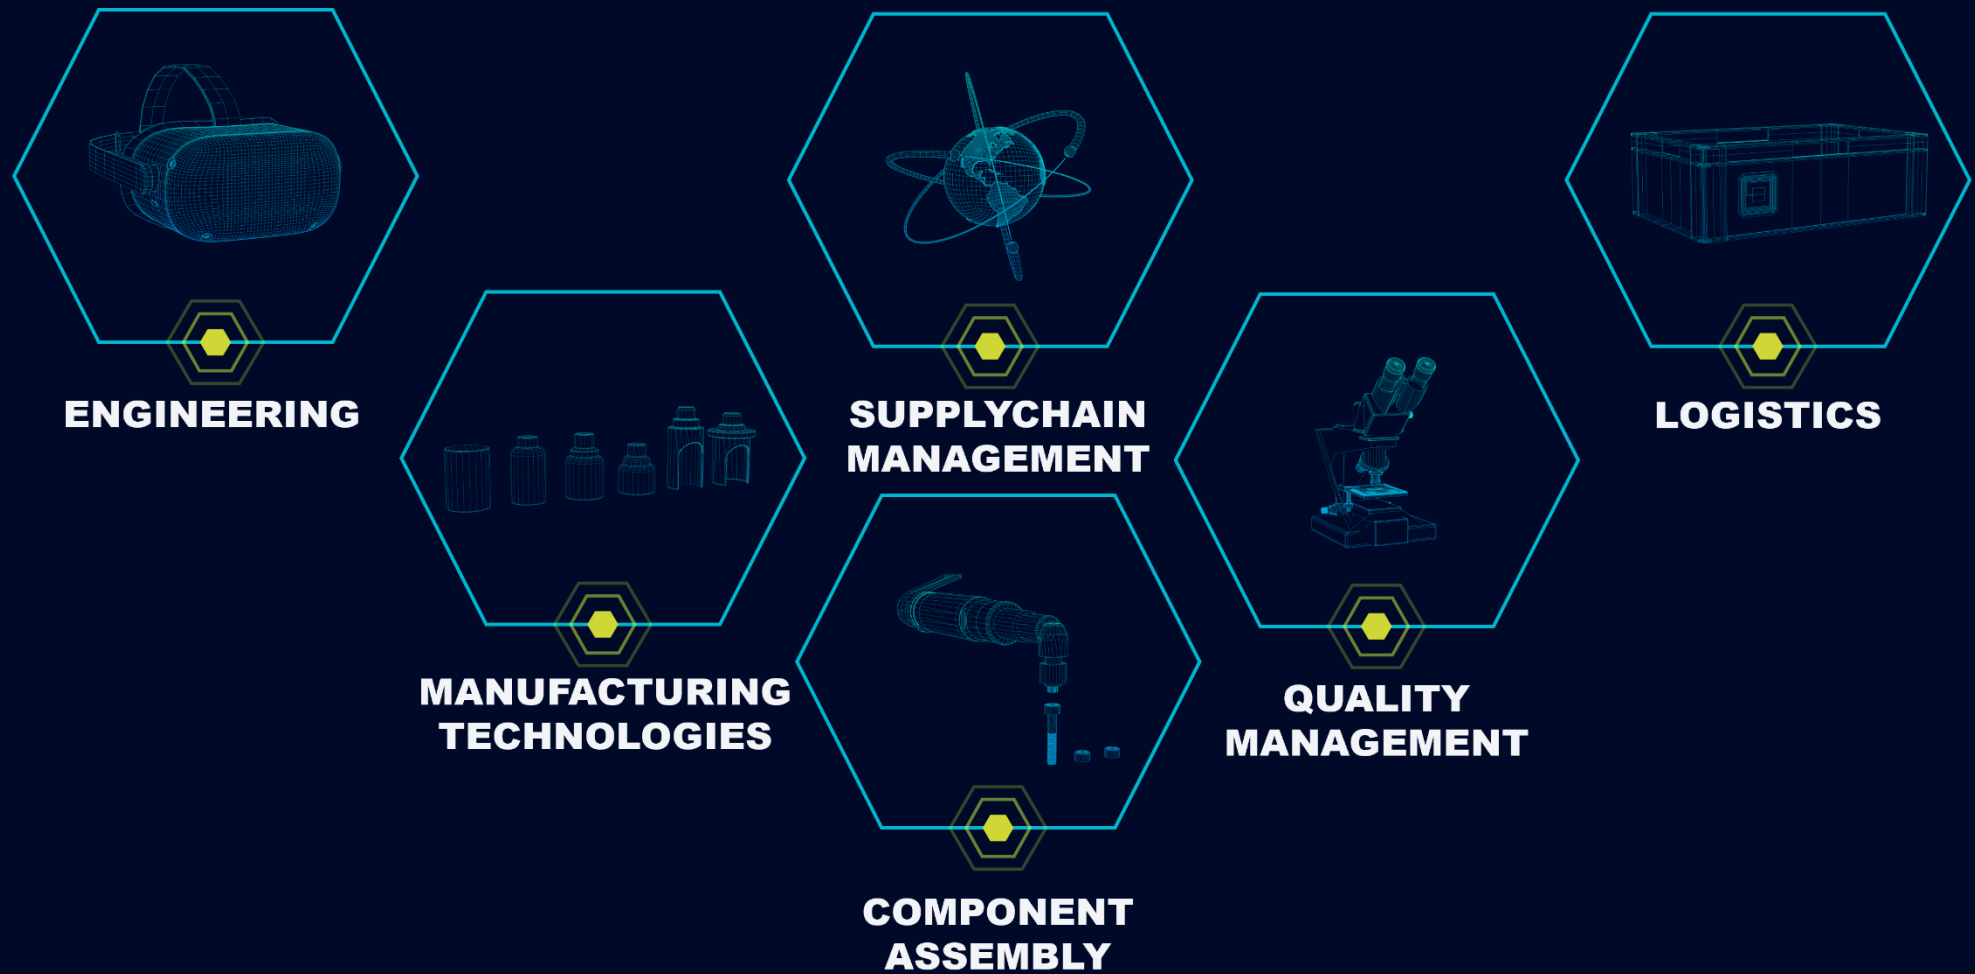 ENGINEERING
MANUFACTURING
TECHNOLOGIES
SUPPLYCHAIN
MANAGEMENT
COMPONENT
ASSEMBLY
QUALITY
MANAGEMENT
LOGISTICS